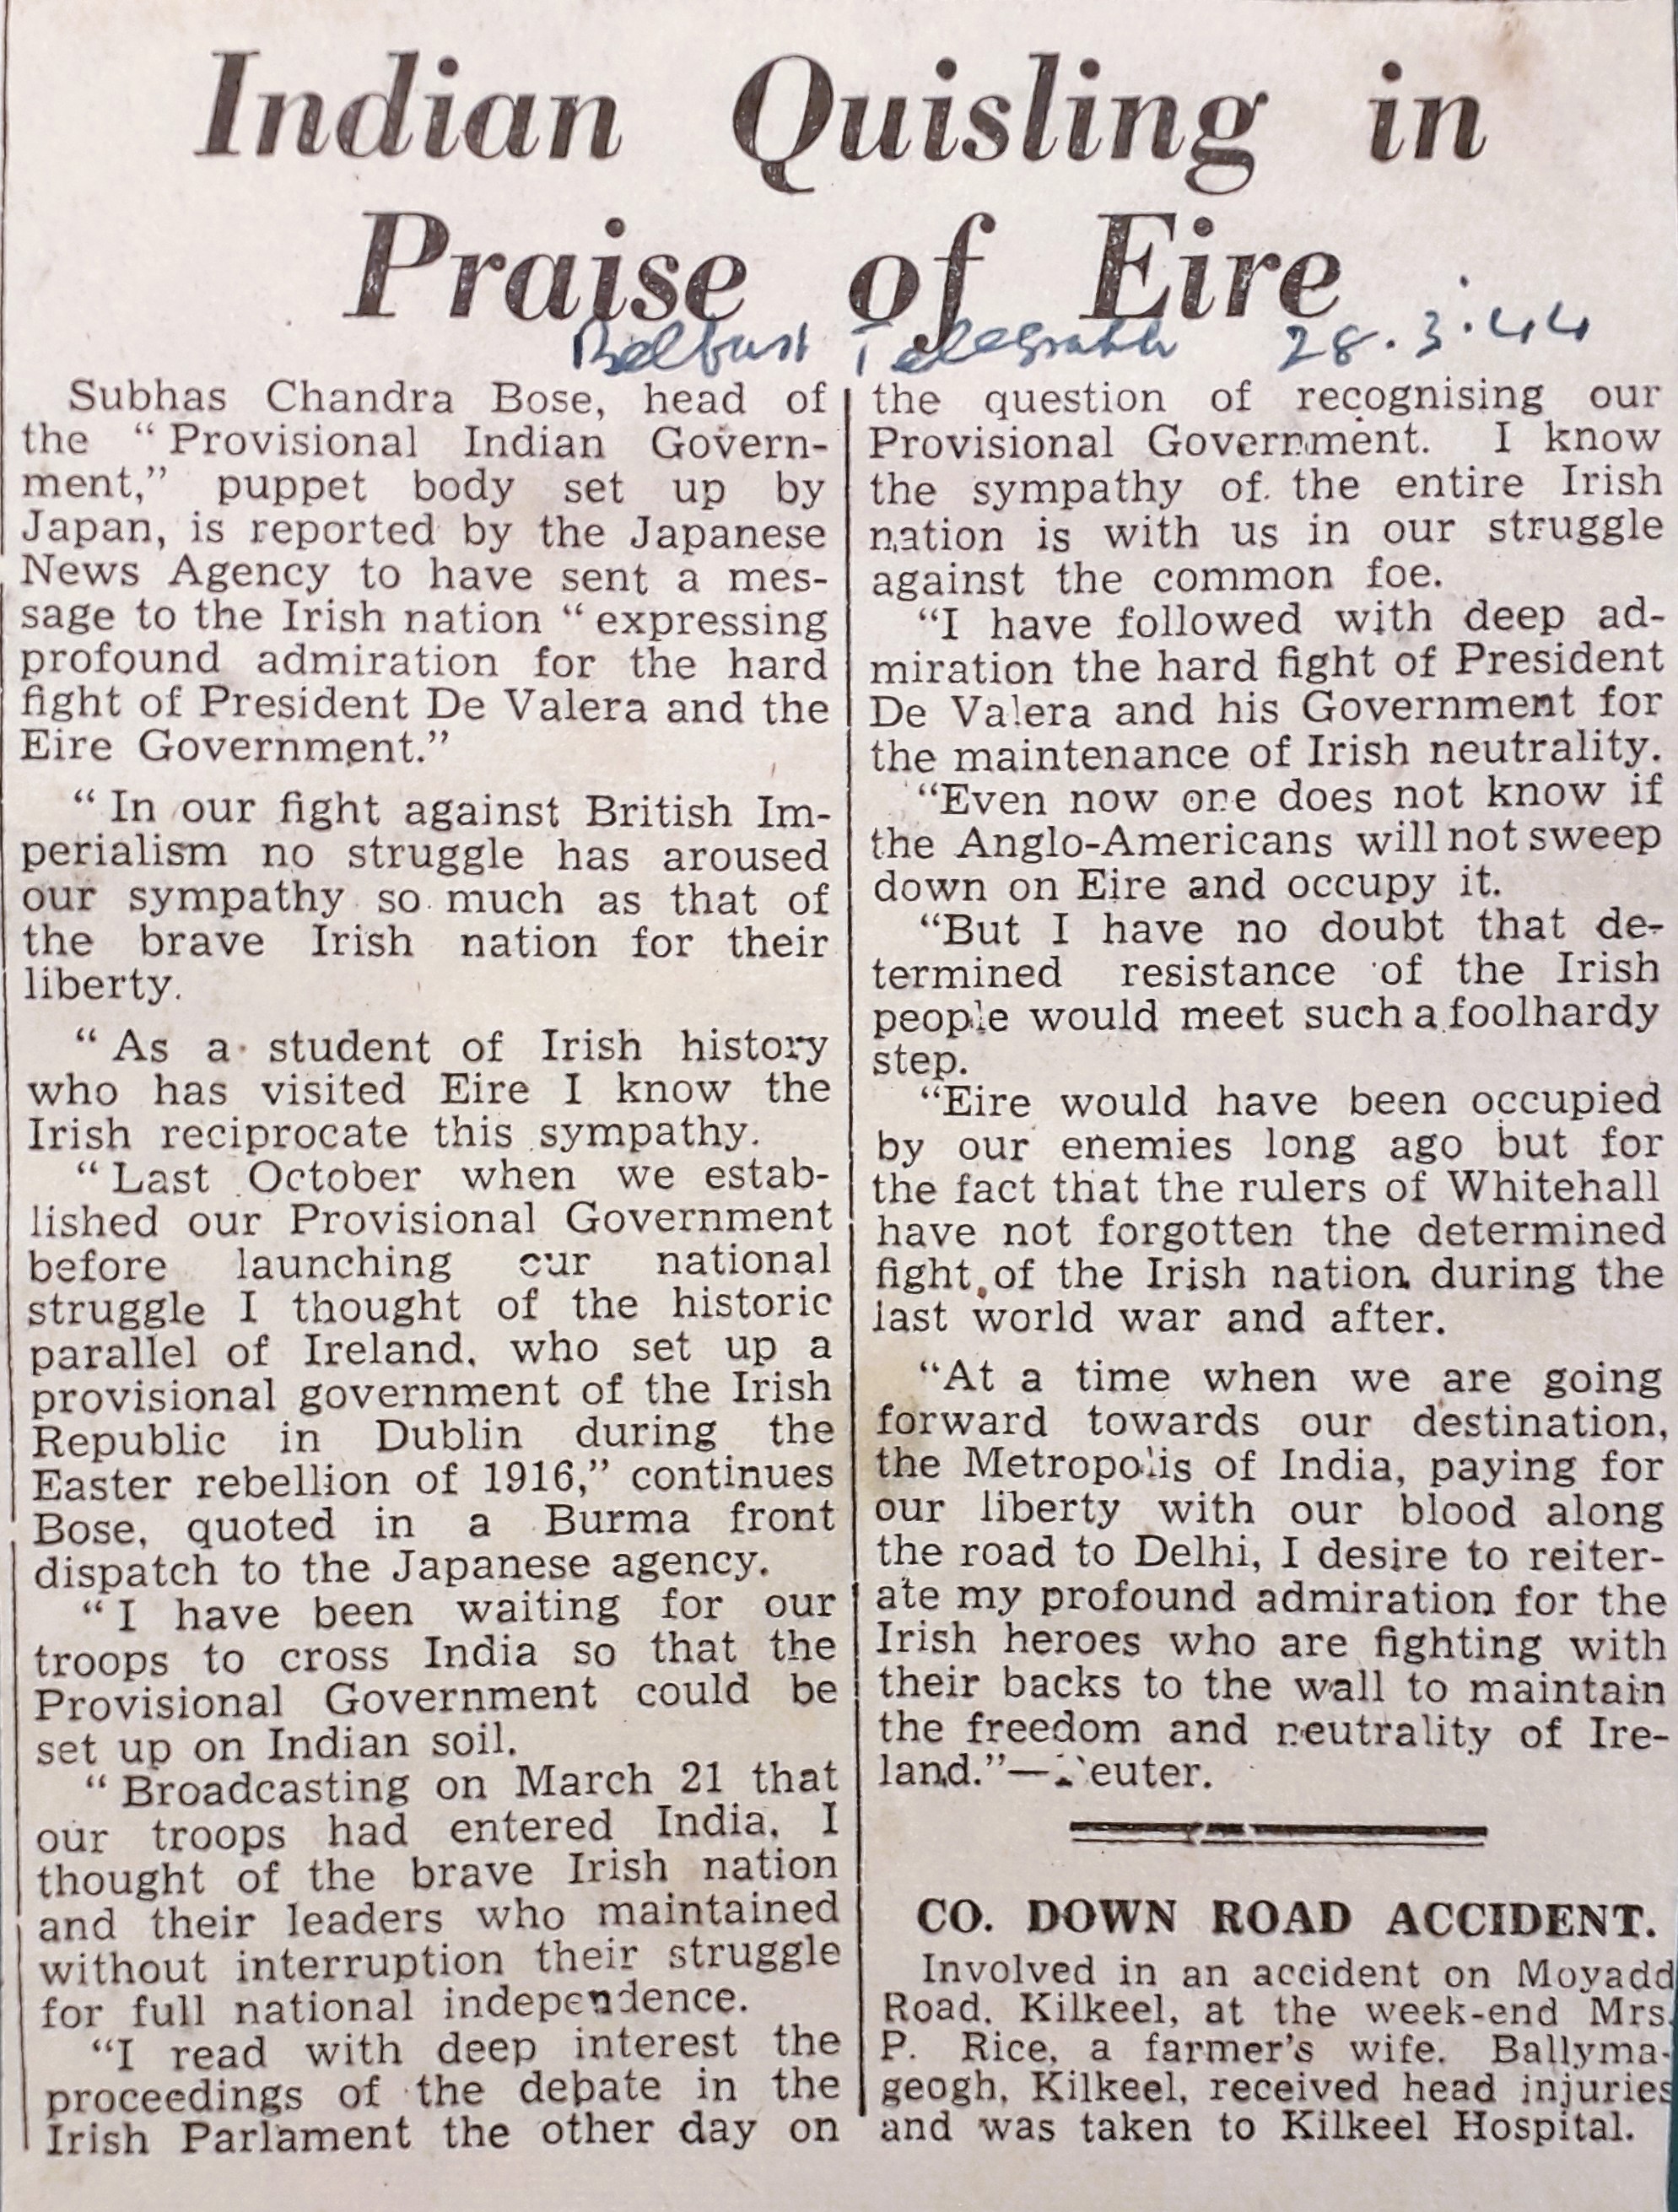 Indian Quisling in
Praise of Eire
Belfast Telegraph 28.3.44
Subhas Chandra Bose, head of
the “ Provisional Indian Govern-
ment,” puppet body set up by
Japan, is reported by the Japanese
News Agency to have sent a mes-
sage to the Irish nation “ expressing
profound admiration for the hard
fight of President De Valera and the
Eire Government.”
“ In our fight against British Im-
perialism no struggle has aroused
our sympathy so much as that of
the brave Irish nation for their
liberty.
“ As a student of Irish history
who has visited Eire I know the
Irish reciprocate this sympathy.
“ Last October when we estab-
lished our Provisional Government
before launching our national
struggle I thought of the historic
parallel of Ireland, who set up a
provisional government of the Irish
Republic in Dublin during the
Easter rebellion of 1916,” continues
Bose, quoted in a Burma front
dispatch to the Japanese agency.
“ I have been waiting for our
troops to cross India so that the
Provisional Government could be
set up on Indian soil.
“ Broadcasting on March 21 that
our troops had entered India, I
thought of the brave Irish nation
and their leaders who maintained
without interruption their struggle
for full national independence.
“I read with deep interest the
proceedings of the debate in the
Irish Parlament the other day on
the question of recognising our
Provisional Government. I know
the sympathy of the entire Irish
nation is with us in our struggle
against the common foe.
“I have followed with deep ad-
miration the hard fight of President
De Valera and his Government for
the maintenance of Irish neutrality.
“Even now one does not know if
the Anglo-Americans will not sweep
down on Eire and occupy it.
“But I have no doubt that de-
termined resistance of the Irish
people would meet such a foolhardy
step.
“Eire would have been occupied
by our enemies long ago but for
the fact that the rulers of Whitehall
have not forgotten the determined
fight of the Irish nation during the
last world war and after.
“At a time when we are going
forward towards our destination,
the Metropolis of India, paying for
our liberty with our blood along
the road to Delhi, I desire to reiter-
ate my profound admiration for the
Irish heroes who are fighting with
their backs to the wall to maintain
the freedom and neutrality of Ire-
land.”—Reuter.
CO. DOWN ROAD ACCIDENT.
Involved in an accident on Moyadd
Road, Kilkeel, at the week-end Mrs.
P. Rice, a farmer's wife, Ballyma-
geogh, Kilkeel, received head injuries
and was taken to Kilkeel Hospital.